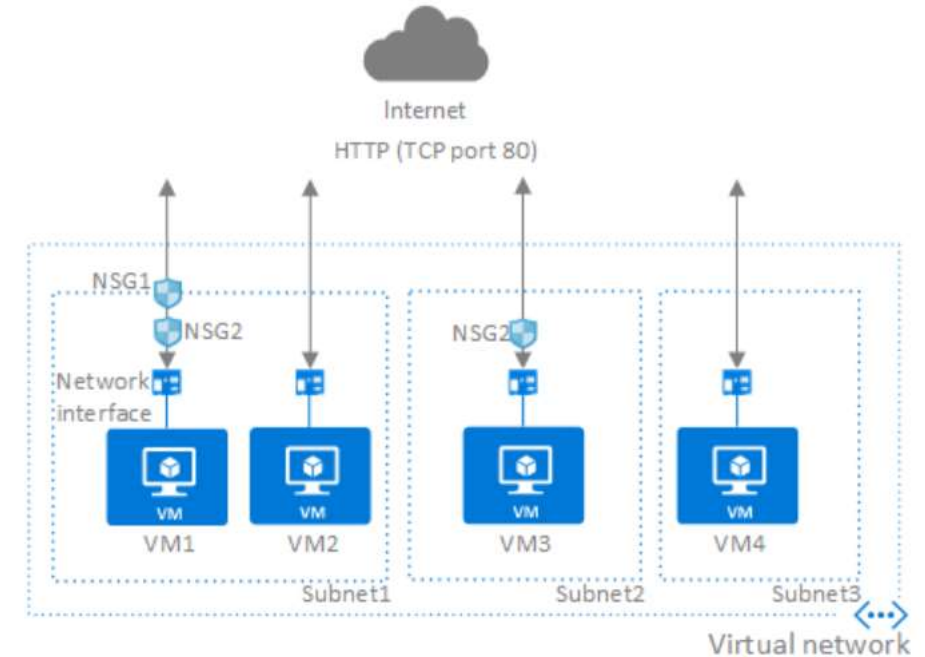 Internet
HTTP (TCP port 80)
NSG1
NSG2
NSG2
Network
interface
VM
VM
VM
VM
VM1
VM2
VM3
VM4
Subnet1
Subnet2
Subnet3
Virtual network